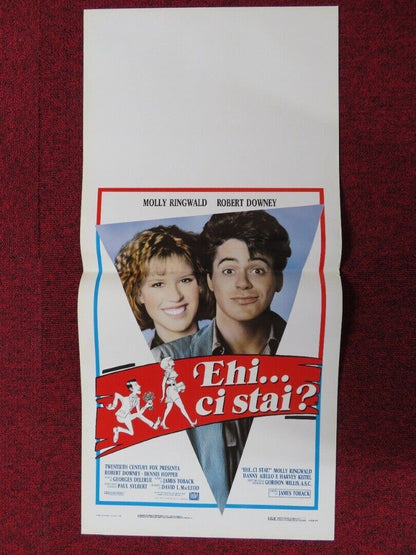 MOLLY RINGWALD ROBERT DOWNEY
Ehi...
ci stai?
TWENTIETH CENTURY FOX PRESENTA
"EHI...CI STAI?" MOLLY RINGWALD
ROBERT DOWNEY · DENNIS HOPPER
DANNY AIELLO E HARVEY KEITEL
GEORGES DELERUE
JAMES TOBACK
GORDON WILLIS, A.S.C.
PAUL SYLBERT
DAVID L. MacLEOD
JAMES TOBACK